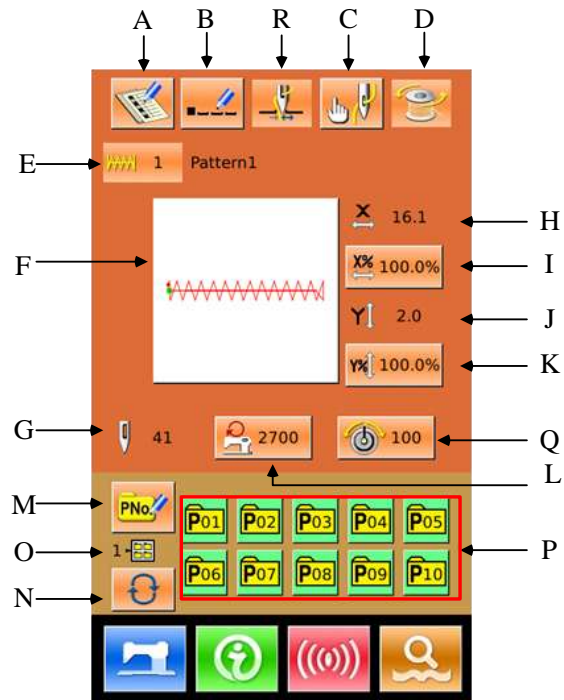 A B R C D
E 1 Pattern1
X 16.1 H
F X% 100.0% I
Y 2.0 J
Y% 100.0% K
G 41 2700 100 Q
L
M PNo.
P01 P02 P03 P04 P05
O 1- P
P06 P07 P08 P09 P10
N